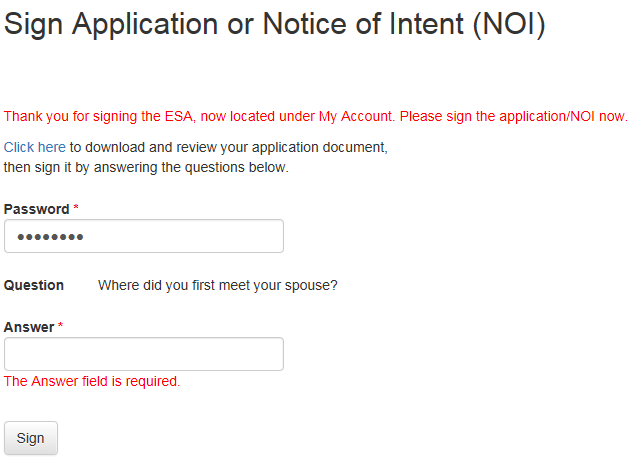 Sign Application or Notice of Intent (NOI)
Thank you for signing the ESA, now located under My Account. Please sign the application/NOI now.
Click here to download and review your application document,
then sign it by answering the questions below.
Password *
••••••••
Question Where did you first meet your spouse?
Answer *
The Answer field is required.
Sign